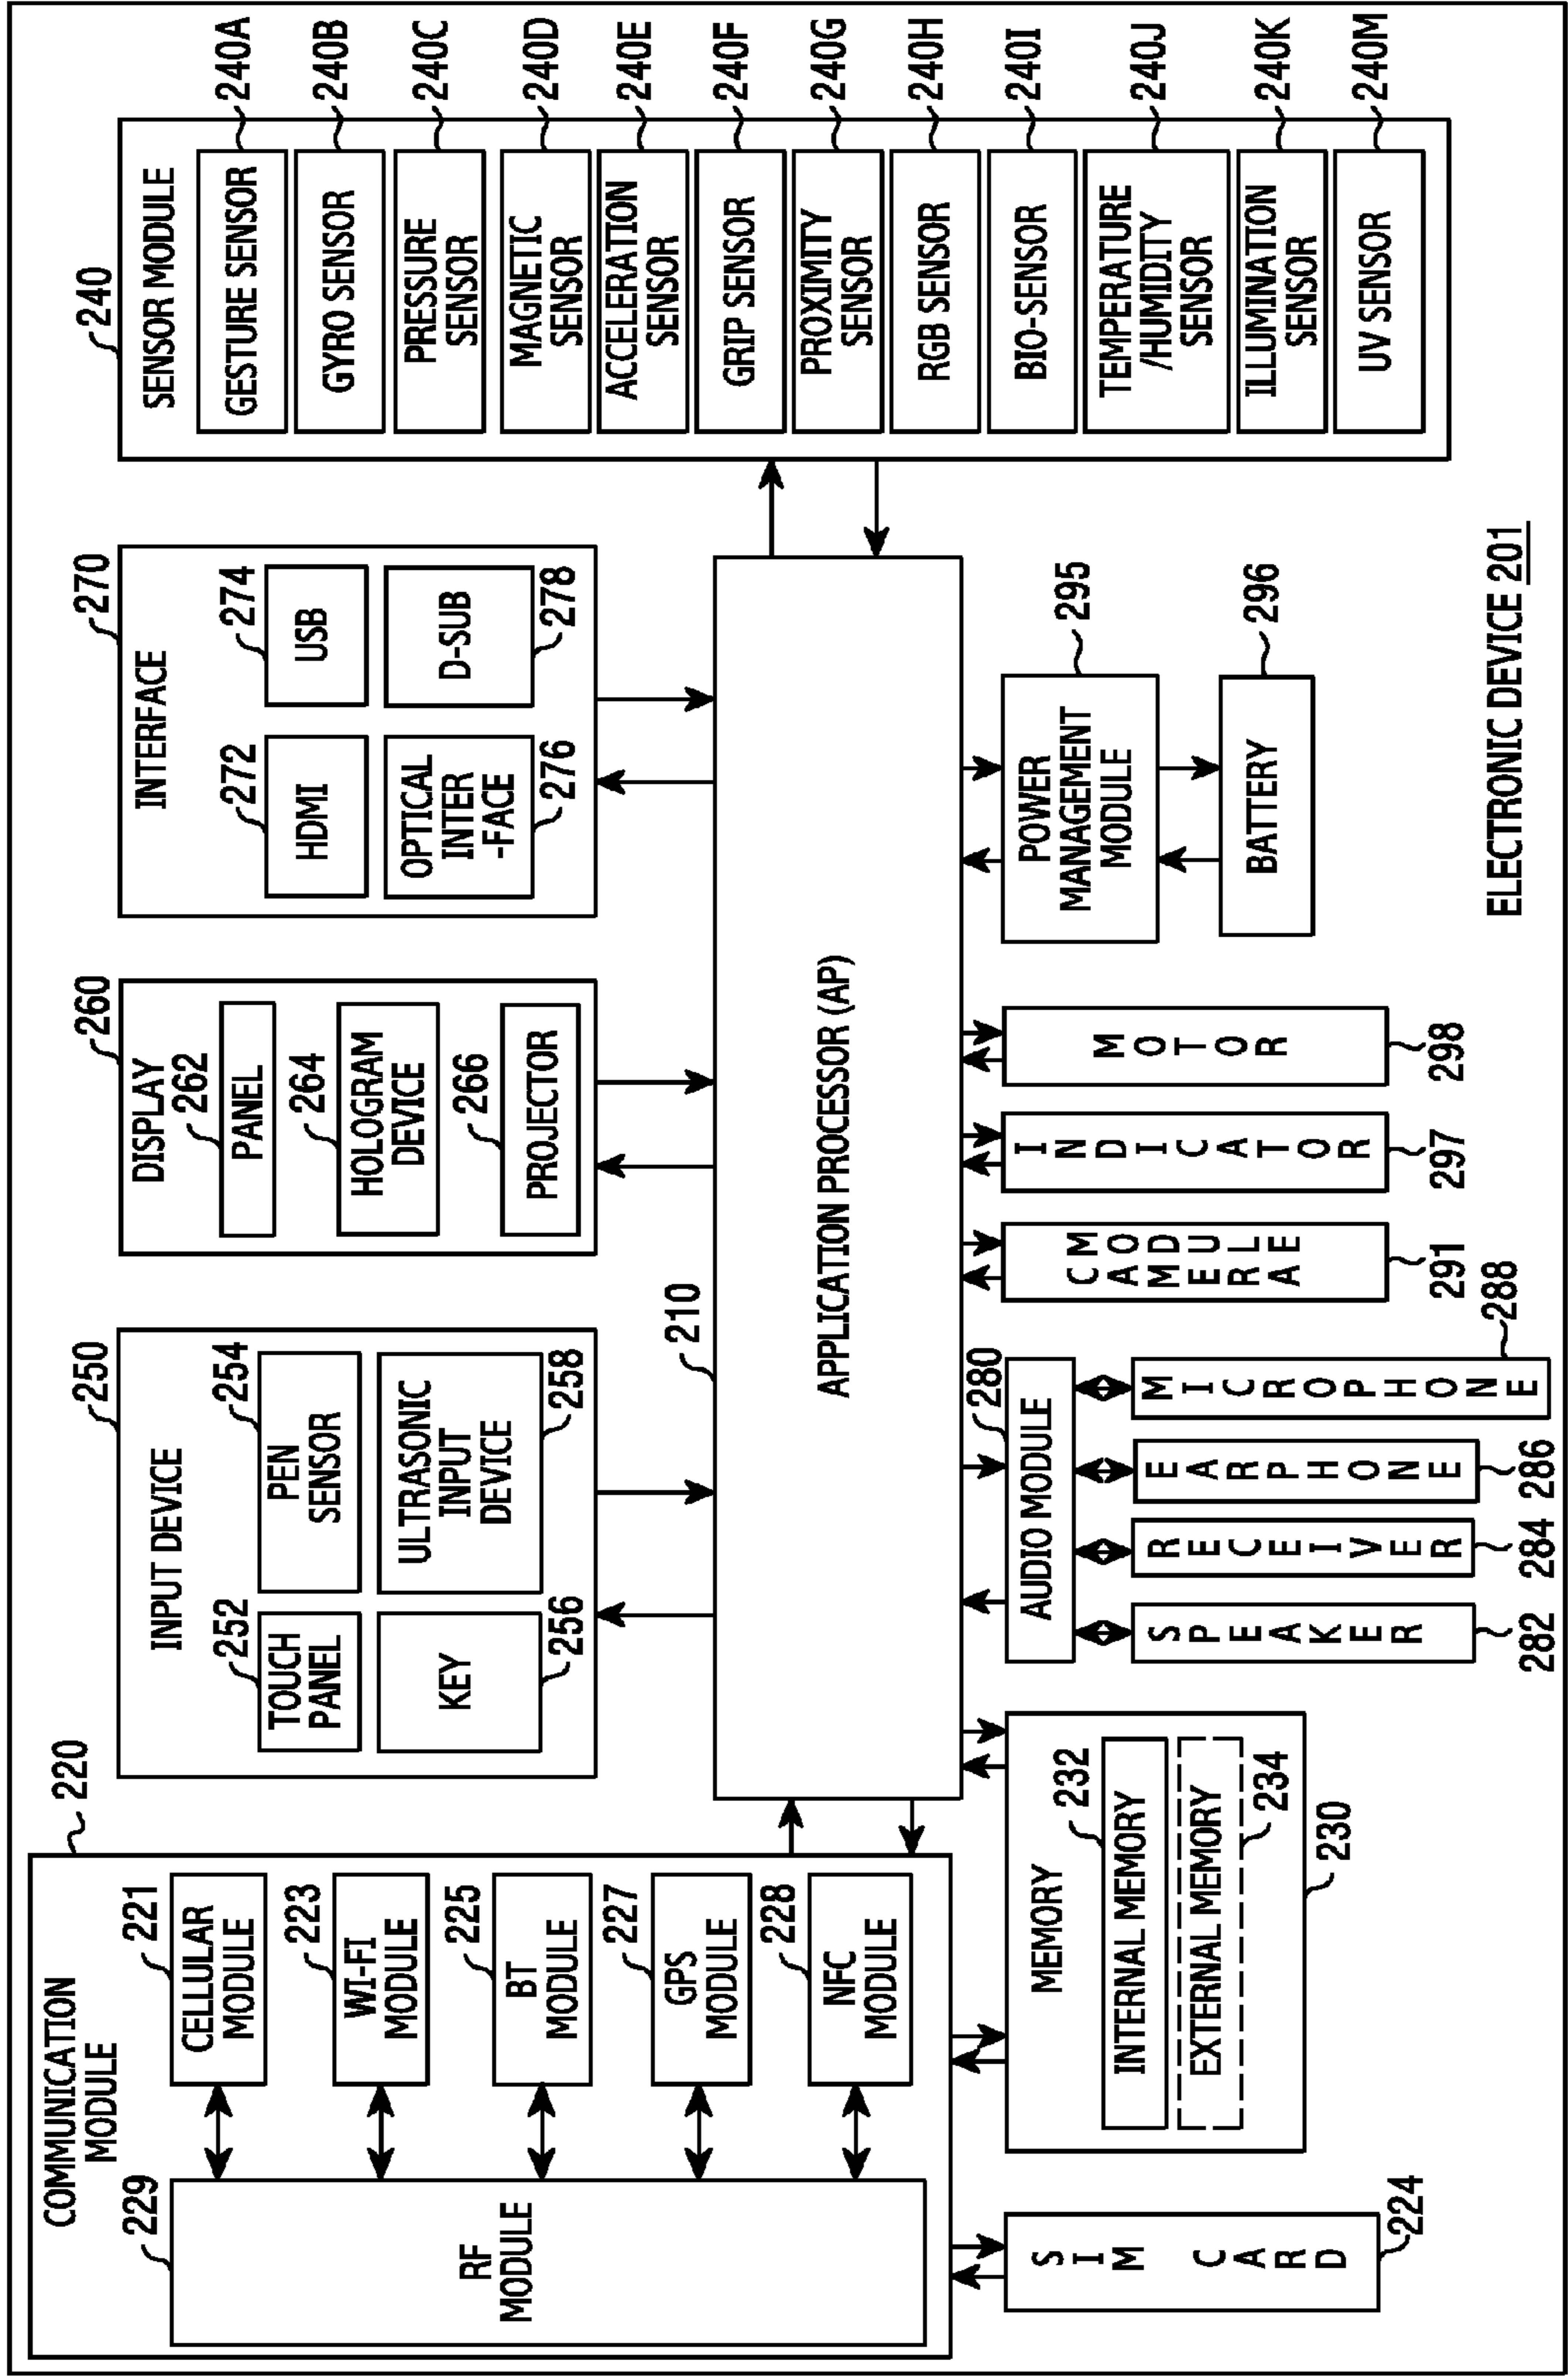 COMMUNICATION
MODULE
220
229
RF
MODULE
221
CELLULAR
MODULE
223
WI-FI
MODULE
225
BT
MODULE
227
GPS
MODULE
228
NFC
MODULE
250
INPUT DEVICE
252
TOUCH
PANEL
254
PEN
SENSOR
KEY
256
ULTRASONIC
INPUT
DEVICE
258
260
DISPLAY
262
PANEL
264
HOLOGRAM
DEVICE
266
PROJECTOR
270
INTERFACE
272
HDMI
274
USB
OPTICAL
INTER
-FACE
276
D-SUB
278
240
SENSOR MODULE
GESTURE SENSOR
240A
GYRO SENSOR
240B
PRESSURE
SENSOR
240C
MAGNETIC
SENSOR
240D
ACCELERATION
SENSOR
240E
GRIP SENSOR
240F
PROXIMITY
SENSOR
240G
RGB SENSOR
240H
BIO-SENSOR
240I
TEMPERATURE
/HUMIDITY
SENSOR
240J
ILLUMINATION
SENSOR
240K
UV SENSOR
240M
210
APPLICATION PROCESSOR (AP)
SIM CARD
224
MEMORY
232
INTERNAL MEMORY
EXTERNAL MEMORY
234
230
280
AUDIO MODULE
SPEAKER
282
RECEIVER
284
EARPHONE
286
MICROPHONE
288
CAMERA
MODULE
291
INDICATOR
297
MOTOR
298
POWER
MANAGEMENT
MODULE
295
BATTERY
296
ELECTRONIC DEVICE 201